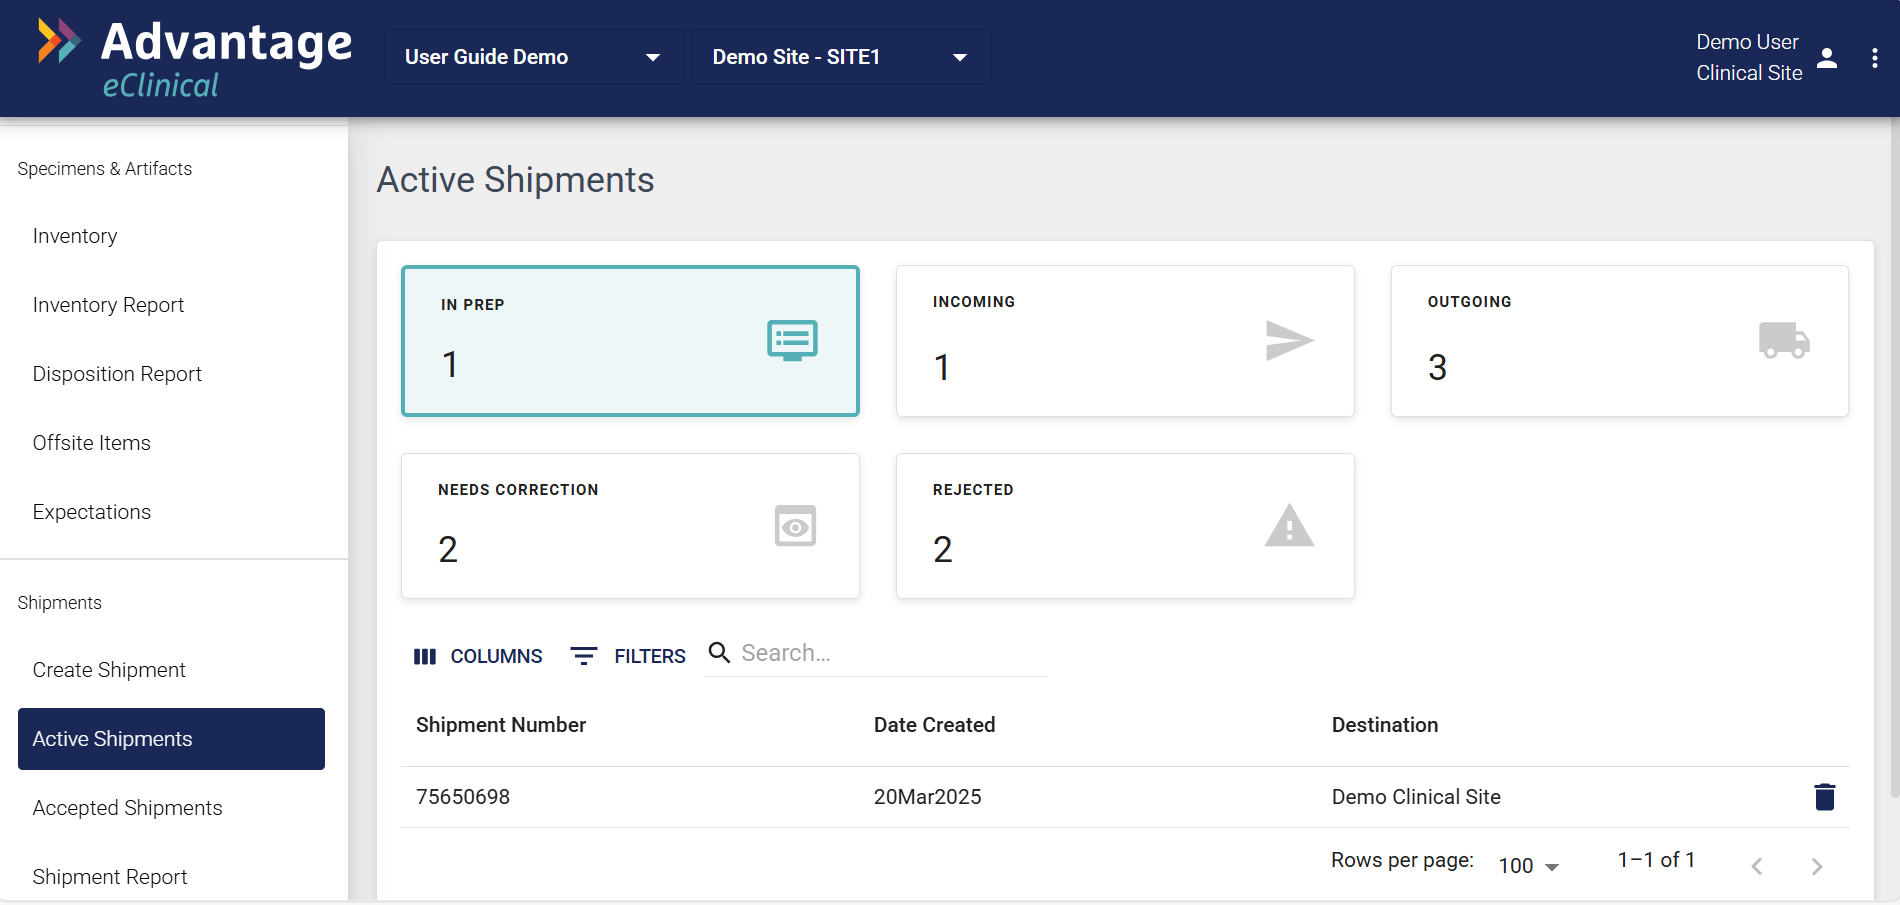 Advantage
eClinical
User Guide Demo
Demo Site - SITE1
Demo User
Clinical Site
Specimens & Artifacts
Inventory
Inventory Report
Disposition Report
Offsite Items
Expectations
Shipments
Create Shipment
Active Shipments
Accepted Shipments
Shipment Report
Active Shipments
IN PREP
1
INCOMING
1
OUTGOING
3
NEEDS CORRECTION
2
REJECTED
2
COLUMNS FILTERS Search...
Shipment Number Date Created Destination
75650698 20Mar2025 Demo Clinical Site
Rows per page: 100 1–1 of 1